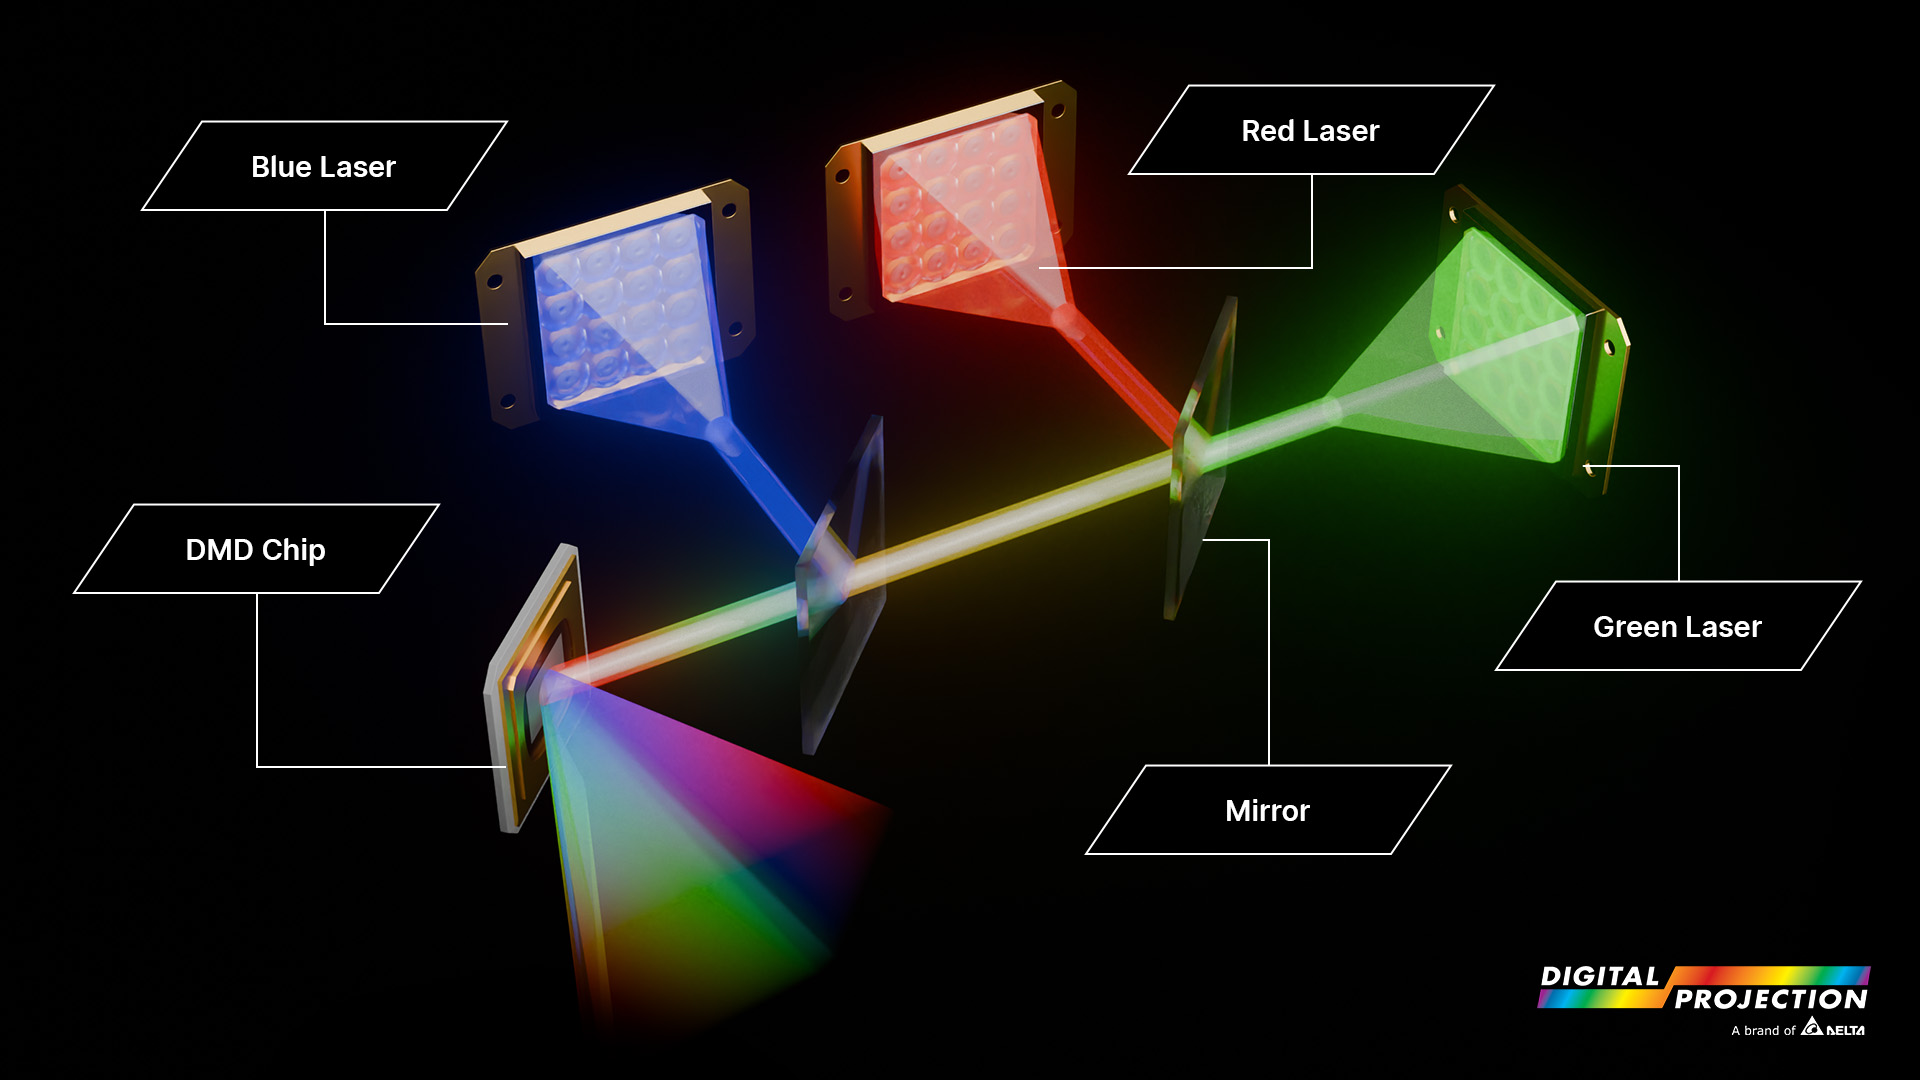 Red Laser
Blue Laser
DMD Chip
Green Laser
Mirror
DIGITAL
PROJECTION
A brand of DELTA